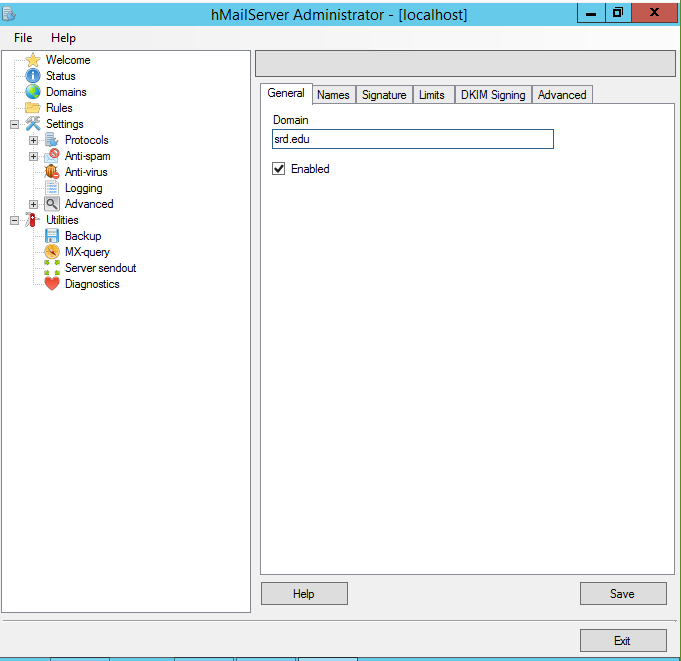 hMailServer Administrator - [localhost]
File Help
Welcome
Status
Domains
Rules
Settings
Protocols
Anti-spam
Anti-virus
Logging
Advanced
Utilities
Backup
MX-query
Server sendout
Diagnostics
General Names Signature Limits DKIM Signing Advanced
Domain
srd.edu
Enabled
Help Save
Exit